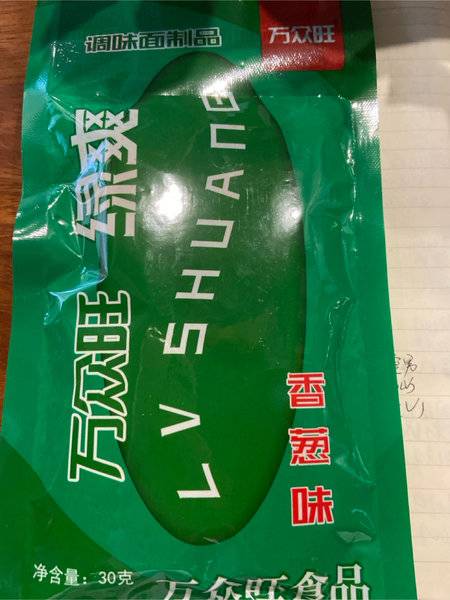 调味面制品
万众旺
绿爽
LV SHUANG
万众旺
香葱味
净含量：30克
万众旺食品